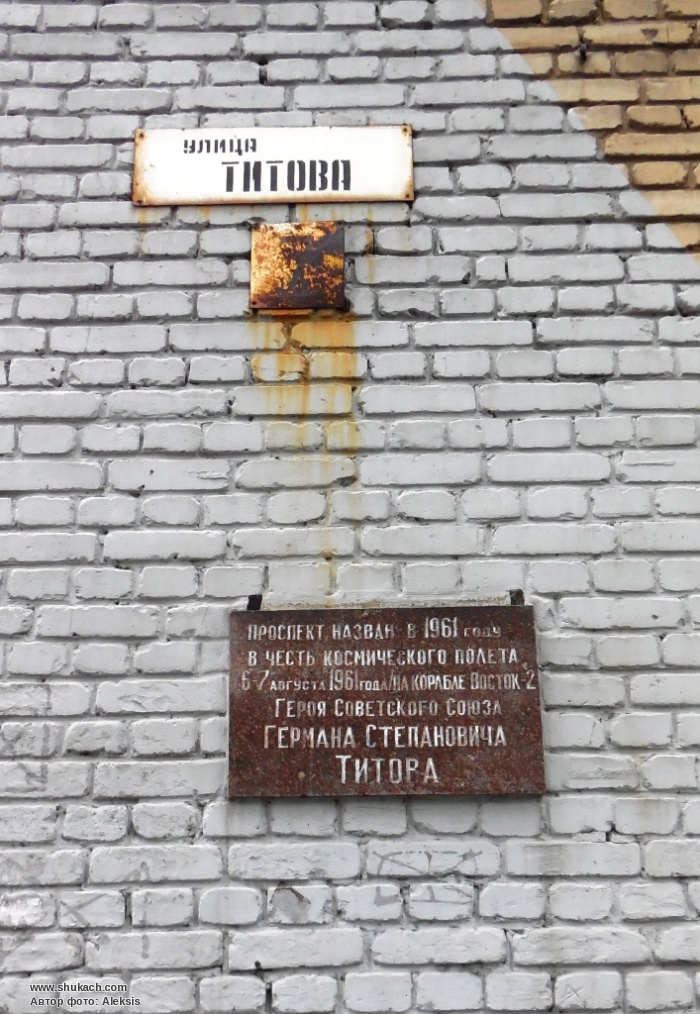 УЛИЦА
ТИТОВА
ПРОСПЕКТ НАЗВАН В 1961 ГОДУ
В ЧЕСТЬ КОСМИЧЕСКОГО ПОЛЕТА
6-7 АВГУСТА 1961 ГОДА/НА КОРАБЛЕ ВОСТОК-2
ГЕРОЯ СОВЕТСКОГО СОЮЗА
ГЕРМАНА СТЕПАНОВИЧА
ТИТОВА
www.shukach.com
Автор фото: Aleksis